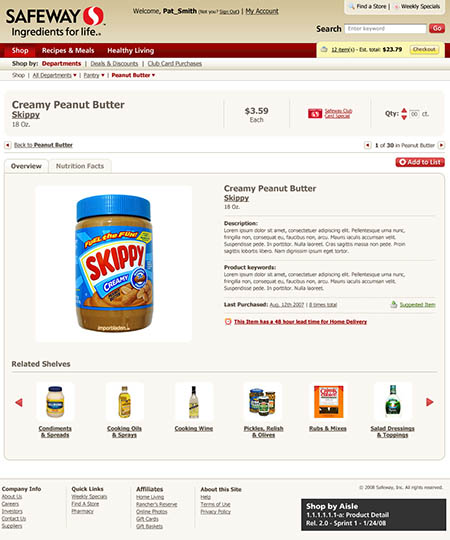 SAFEWAY
Ingredients for life.
Welcome, Pat_Smith (Not you? Sign Out) | My Account
Find a Store | Weekly Specials
Search Enter keyword Go
Shop Recipes & Meals Healthy Living
12 item(s) - Est. total: $23.79 Checkout
Shop by: Departments | Deals & Discounts | Club Card Purchases
Shop | All Departments | Pantry | Peanut Butter
Creamy Peanut Butter
Skippy
18 Oz.
$3.59
Each
Safeway Club
Card Special
Qty: 00 ct.
Back to Peanut Butter
1 of 30 in Peanut Butter
Overview Nutrition Facts
Add to List
FUEL THE FUN!
SKIPPY
CREAMY
importladen.de
Creamy Peanut Butter
Skippy
18 Oz.
Description:
Lorem ipsum dolor sit amet, consectetuer adipiscing elit. Pellentesque urna nunc,
fringilla non, consequat eu, faucibus non, arcu. Mauris iaculis accumsan velit.
Suspendisse pede. In porttitor. Nulla laoreet. Cras sagittis massa non pede. Proin
sagittis libero. Nam dignissim ipsum eget tortor.
Product keywords:
Lorem ipsum dolor sit amet, consectetuer adipiscing elit. Pellentesque urna nunc,
fringilla non, consequat eu, faucibus non, arcu. Mauris iaculis accumsan velit.
Suspendisse pede. In porttitor. Nulla laoreet.
Last Purchased: Aug. 12th 2007 | 8 times total
Suggested Item
This Item has a 48 hour lead time for Home Delivery
Related Shelves
Condiments
& Spreads
Cooking Oils
& Sprays
Cooking Wine
Pickles, Relish
& Olives
Rubs & Mixes
Salad Dressings
& Toppings
Company Info
About Us
Careers
Investors
Contact Us
Suppliers
Quick Links
Weekly Specials
Find A Store
Pharmacy
Affiliates
Home Living
Rancher's Reserve
Online Photos
Gift Cards
Gift Baskets
About this Site
Help
Terms of Use
Privacy Policy
© 2008 Safeway, Inc. All rights reserved.
Shop by Aisle
1.1.1.1.1-a: Product Detail
Rel. 2.0 - Sprint 1 - 1/24/08